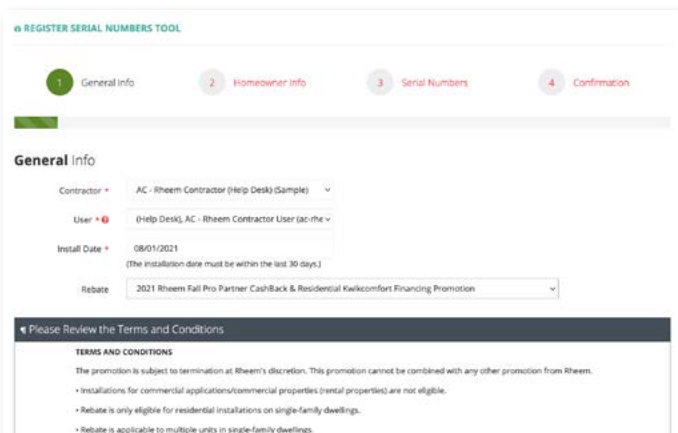 REGISTER SERIAL NUMBERS TOOL
1 General Info 2 Homeowner Info 3 Serial Numbers 4 Confirmation
General Info
Contractor * AC - Rheem Contractor (Help Desk) (Sample)
User * (Help Desk), AC - Rheem Contractor User (ac-rhe
Install Date * 08/01/2021
(The installation date must be within the last 30 days.)
Rebate 2021 Rheem Fall Pro Partner CashBack & Residential Kwikcomfort Financing Promotion
¶ Please Review the Terms and Conditions
TERMS AND CONDITIONS
The promotion is subject to termination at Rheem's discretion. This promotion cannot be combined with any other promotion from Rheem.
• Installations for commercial applications/commercial properties (rental properties) are not eligible.
• Rebate is only eligible for residential installations on single-family dwellings.
• Rebate is applicable to multiple units in single-family dwellings.